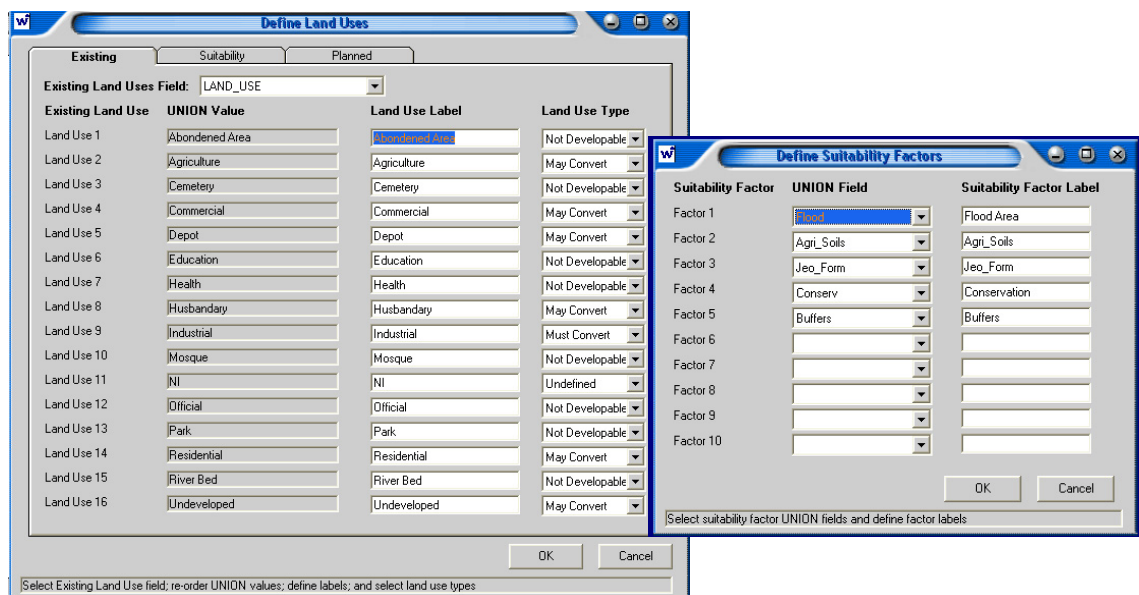 w Define Land Uses
Existing Suitability Planned
Existing Land Uses Field: LAND_USE
Existing Land Use UNION Value Land Use Label Land Use Type
Land Use 1 Abondened Area Abondened Area Not Developable
Land Use 2 Agriculture Agriculture May Convert
Land Use 3 Cemetery Cemetery Not Developable
Land Use 4 Commercial Commercial May Convert
Land Use 5 Depot Depot May Convert
Land Use 6 Education Education Not Developable
Land Use 7 Health Health Not Developable
Land Use 8 Husbandary Husbandary May Convert
Land Use 9 Industrial Industrial Must Convert
Land Use 10 Mosque Mosque Not Developable
Land Use 11 NI NI Undefined
Land Use 12 Official Official Not Developable
Land Use 13 Park Park Not Developable
Land Use 14 Residential Residential May Convert
Land Use 15 River Bed River Bed Not Developable
Land Use 16 Undeveloped Undeveloped May Convert
OK Cancel
Select Existing Land Use field; re-order UNION values; define labels; and select land use types
w Define Suitability Factors
Suitability Factor UNION Field Suitability Factor Label
Factor 1 Flood Flood Area
Factor 2 Agri_Soils Agri_Soils
Factor 3 Jeo_Form Jeo_Form
Factor 4 Conserv Conservation
Factor 5 Buffers Buffers
Factor 6
Factor 7
Factor 8
Factor 9
Factor 10
OK Cancel
Select suitability factor UNION fields and define factor labels